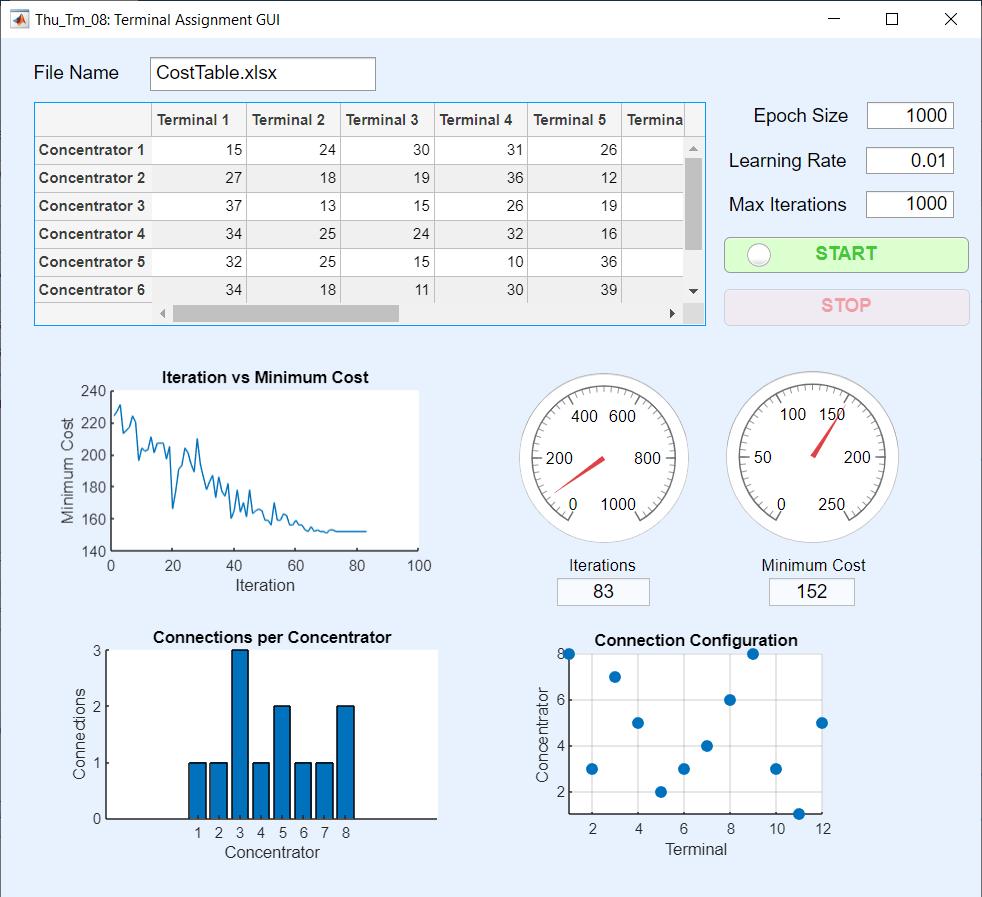 Thu_Tm_08: Terminal Assignment GUI
File Name CostTable.xlsx
Terminal 1 Terminal 2 Terminal 3 Terminal 4 Terminal 5 Termina
Concentrator 1 15 24 30 31 26
Concentrator 2 27 18 19 36 12
Concentrator 3 37 13 15 26 19
Concentrator 4 34 25 24 32 16
Concentrator 5 32 25 15 10 36
Concentrator 6 34 18 11 30 39
Epoch Size 1000
Learning Rate 0.01
Max Iterations 1000
START
STOP
Iteration vs Minimum Cost
Minimum Cost
240
220
200
180
160
140
0 20 40 60 80 100
Iteration
0 200 400 600 800 1000
Iterations
83
0 50 100 150 200 250
Minimum Cost
152
Connections per Concentrator
Connections
3
2
1
0
1 2 3 4 5 6 7 8
Concentrator
Connection Configuration
Concentrator
8
6
4
2
2 4 6 8 10 12
Terminal